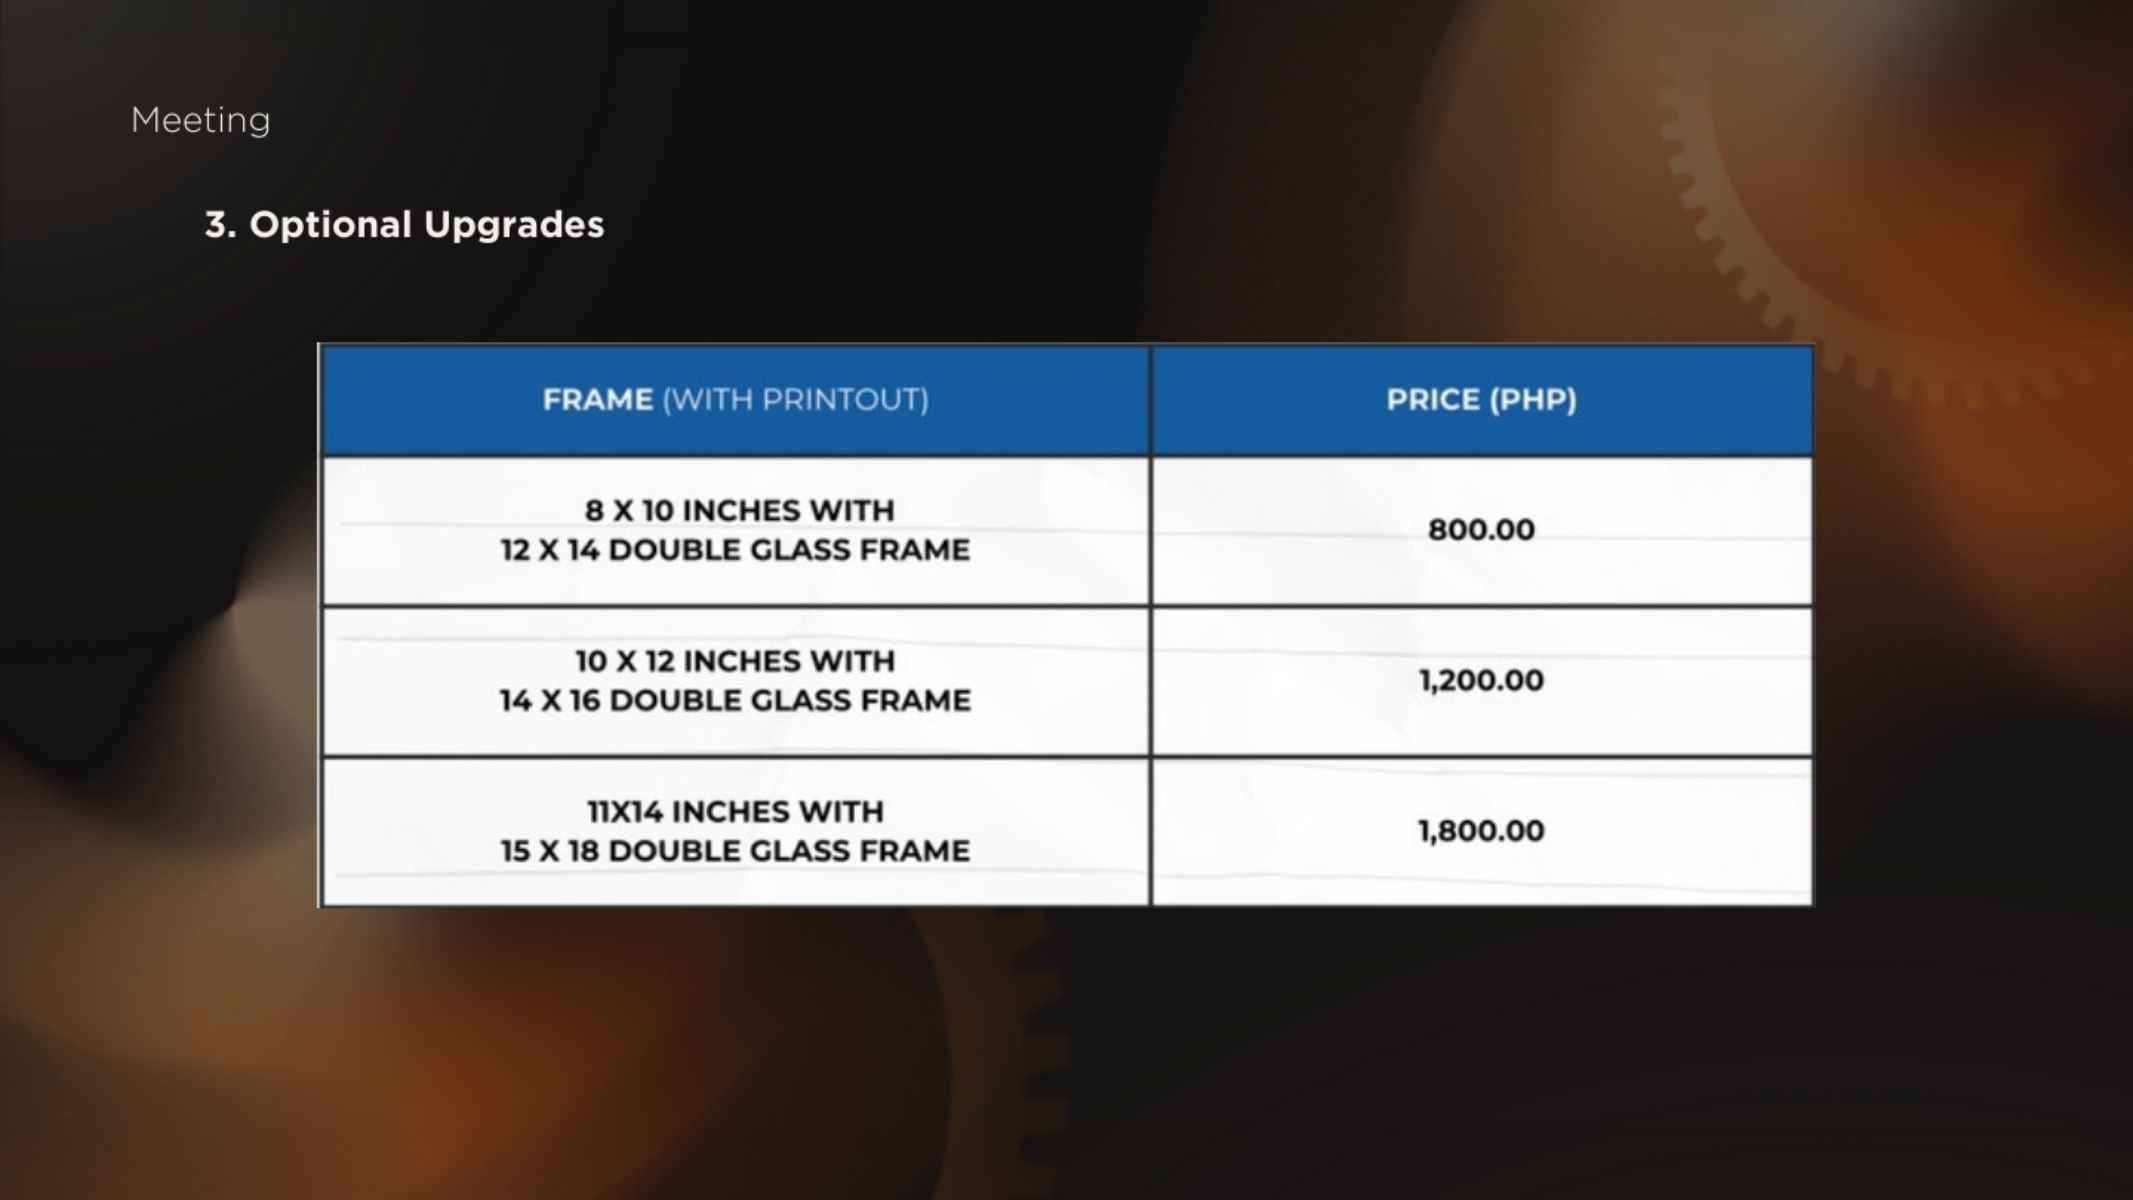 Meeting
3. Optional Upgrades
FRAME (WITH PRINTOUT)
PRICE (PHP)
8 X 10 INCHES WITH
12 X 14 DOUBLE GLASS FRAME
800.00
10 X 12 INCHES WITH
14 X 16 DOUBLE GLASS FRAME
1,200.00
11X14 INCHES WITH
15 X 18 DOUBLE GLASS FRAME
1,800.00